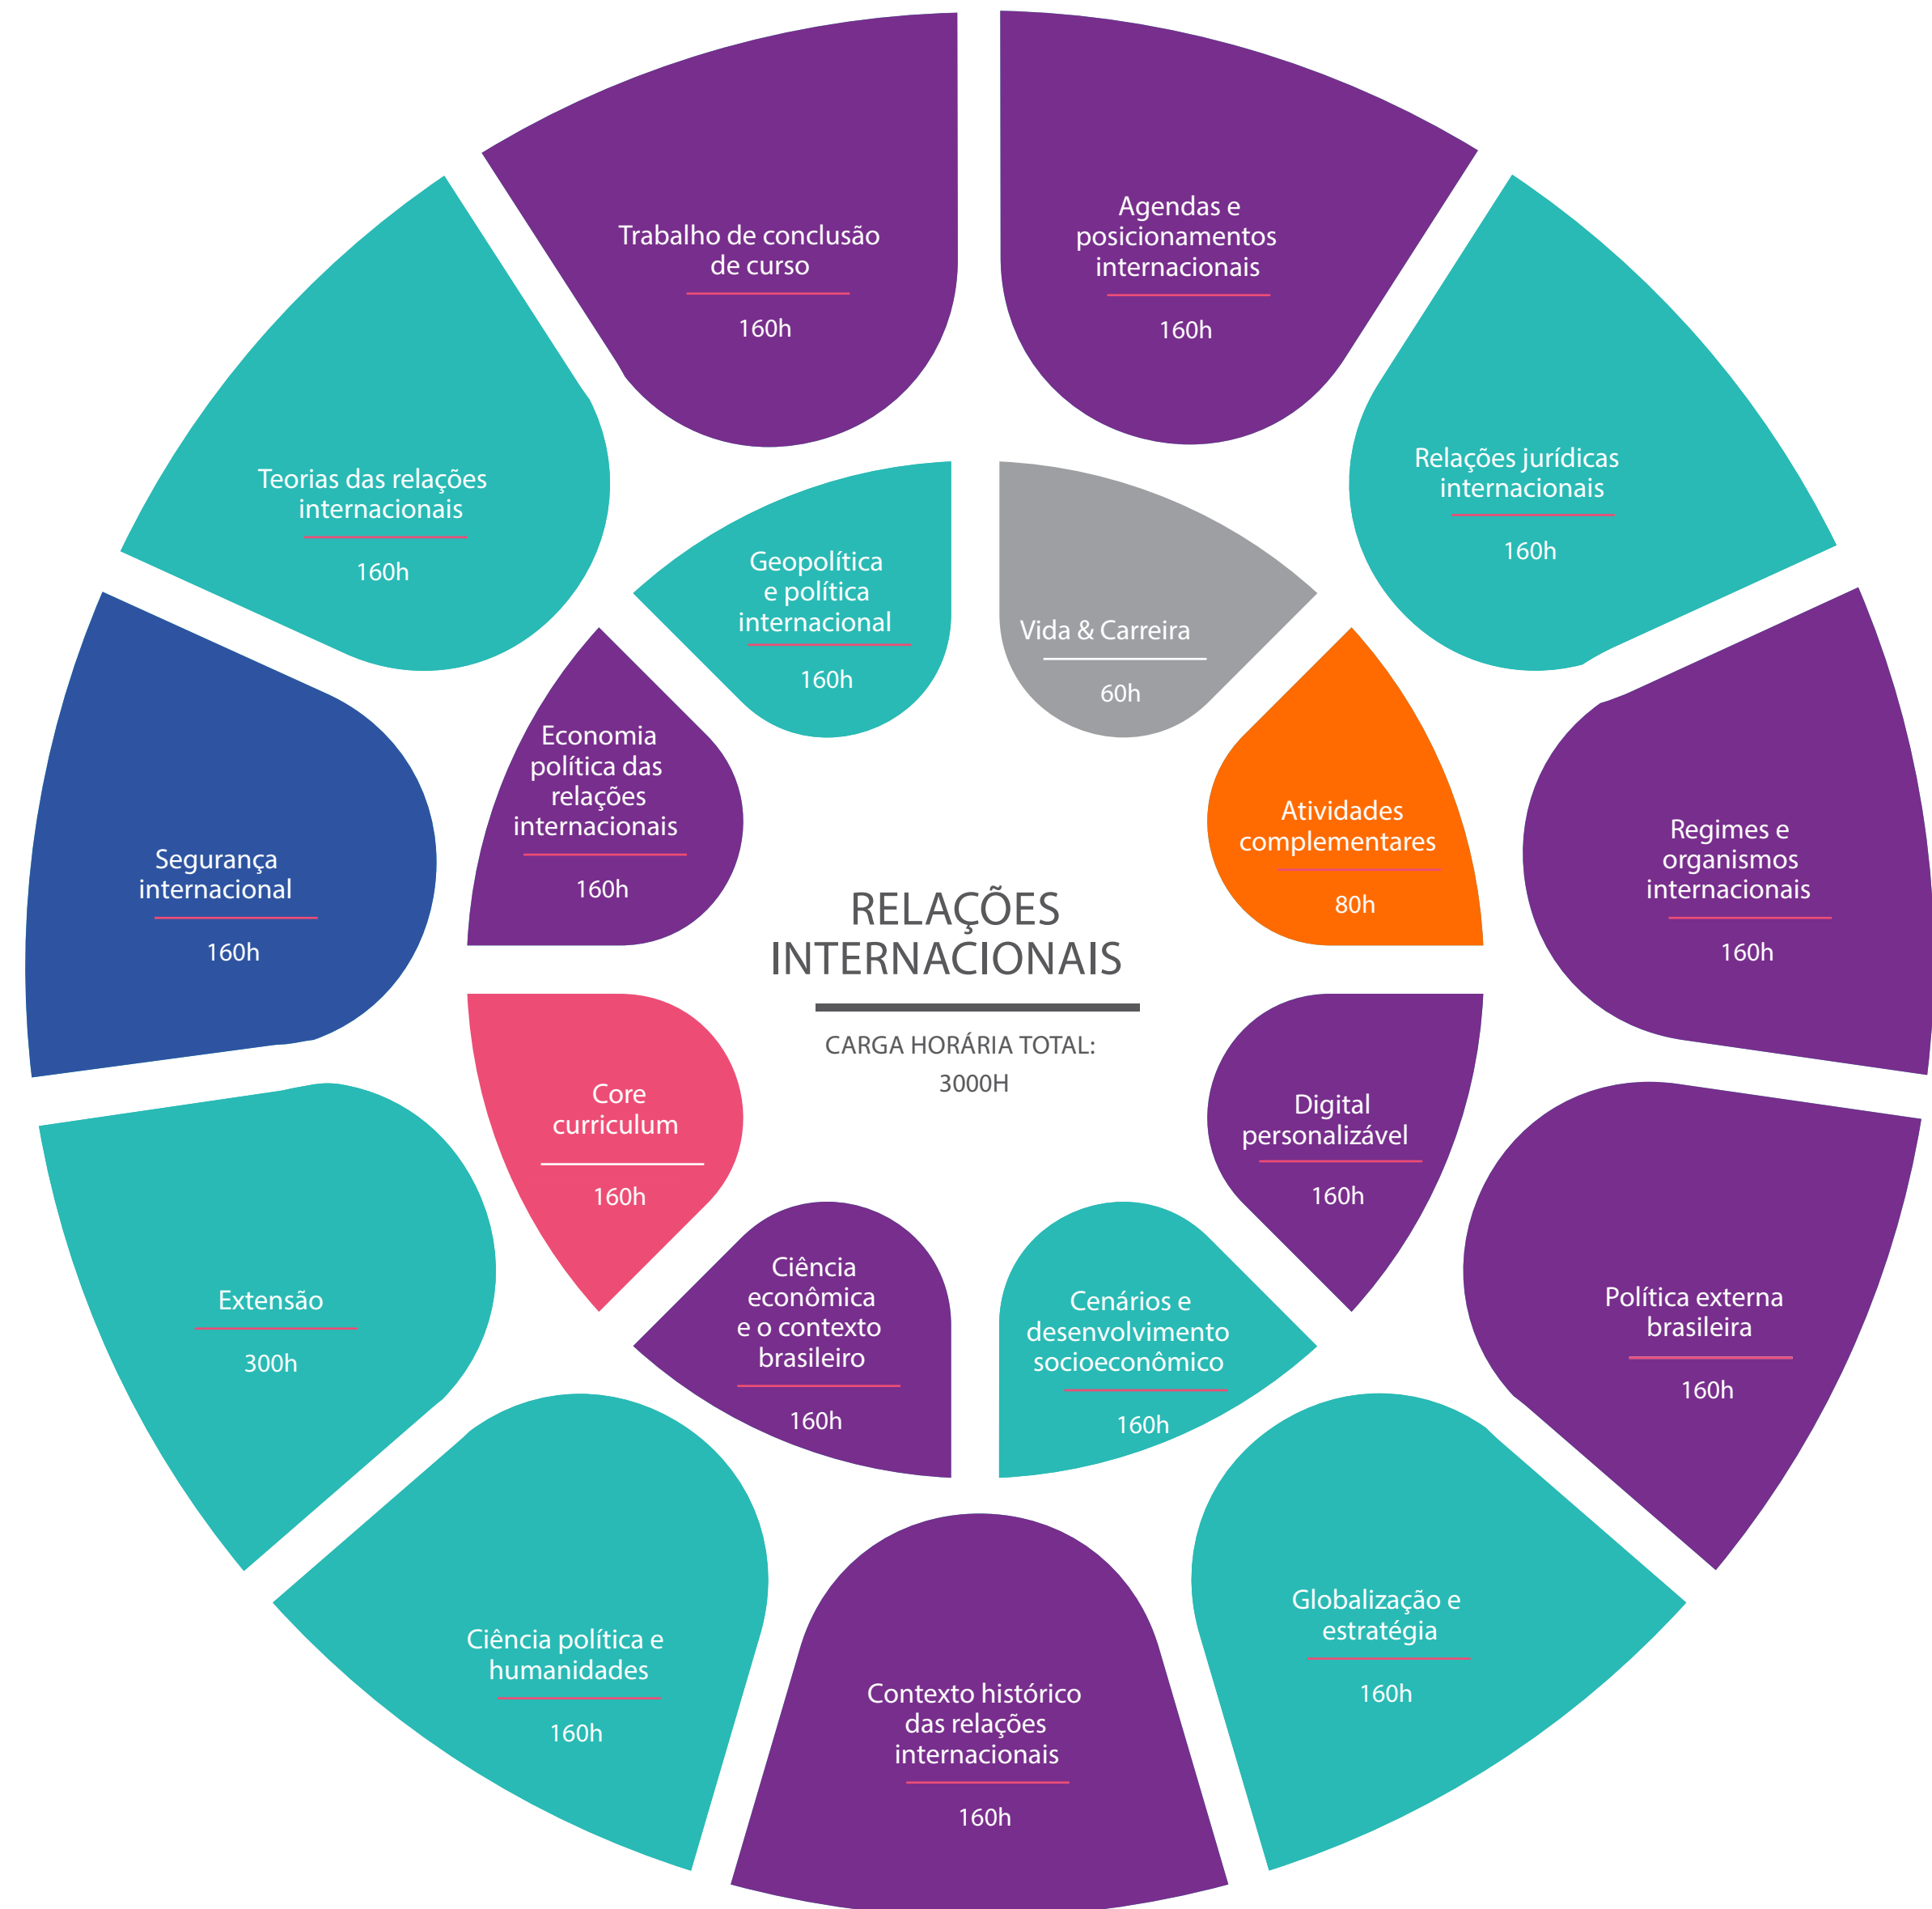 Trabalho de conclusão
de curso
160h
Agendas e
posicionamentos
internacionais
160h
Relações jurídicas
internacionais
160h
Regimes e
organismos
internacionais
160h
Política externa
brasileira
160h
Globalização e
estratégia
160h
Contexto histórico
das relações
internacionais
160h
Ciência política e
humanidades
160h
Extensão
300h
Segurança
internacional
160h
Teorias das relações
internacionais
160h
Geopolítica
e política
internacional
160h
Vida & Carreira
60h
Atividades
complementares
80h
Digital
personalizável
160h
Cenários e
desenvolvimento
socioeconômico
160h
Ciência
econômica
e o contexto
brasileiro
160h
Core
curriculum
160h
Economia
política das
relações
internacionais
160h
RELAÇÕES
INTERNACIONAIS
CARGA HORÁRIA TOTAL:
3000H